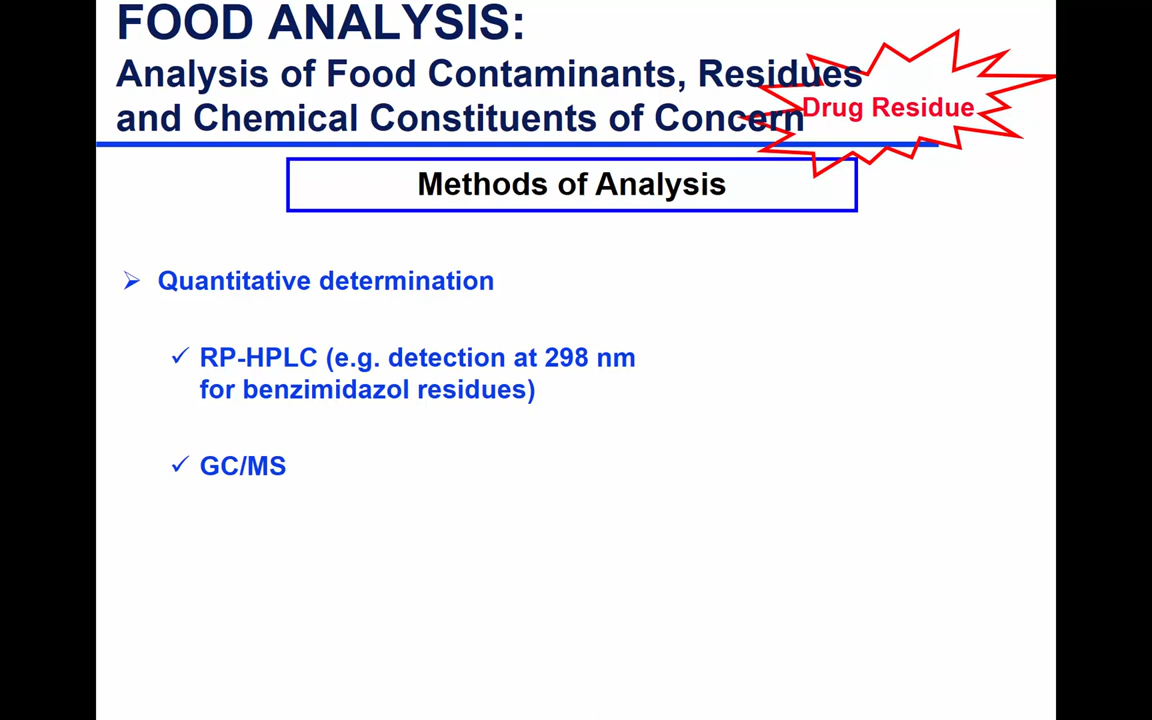 FOOD ANALYSIS:
Analysis of Food Contaminants, Residues
and Chemical Constituents of Concern
Drug Residue
Methods of Analysis
Quantitative determination
RP-HPLC (e.g. detection at 298 nm
for benzimidazol residues)
GC/MS